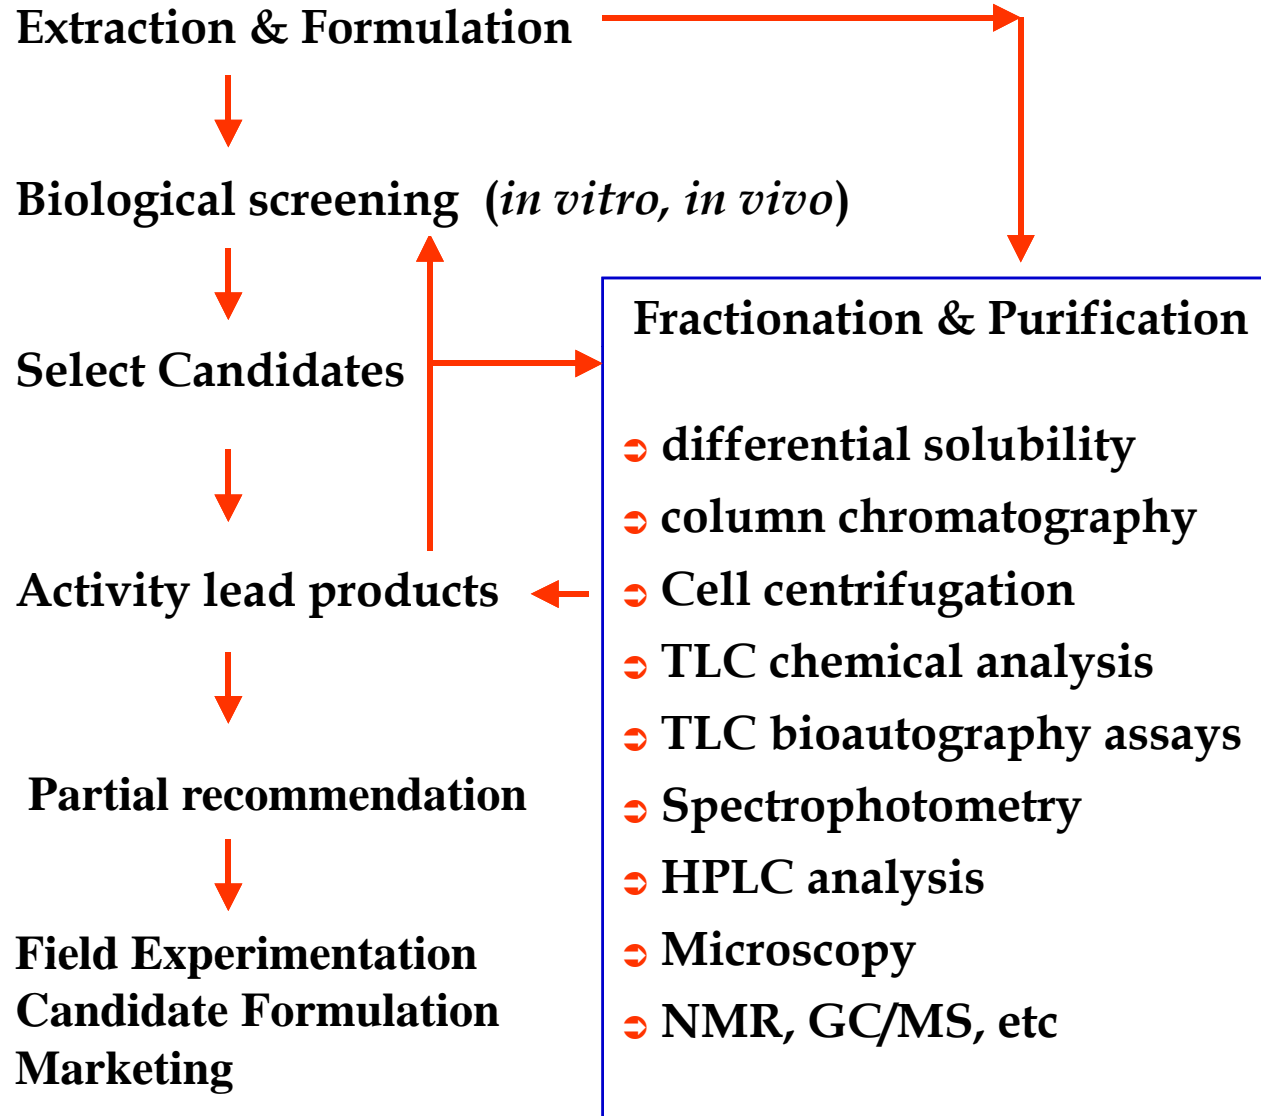 Extraction & Formulation
Biological screening (in vitro, in vivo)
Select Candidates
Activity lead products
Partial recommendation
Field Experimentation
Candidate Formulation
Marketing
Fractionation & Purification
➲ differential solubility
➲ column chromatography
➲ Cell centrifugation
➲ TLC chemical analysis
➲ TLC bioautography assays
➲ Spectrophotometry
➲ HPLC analysis
➲ Microscopy
➲ NMR, GC/MS, etc